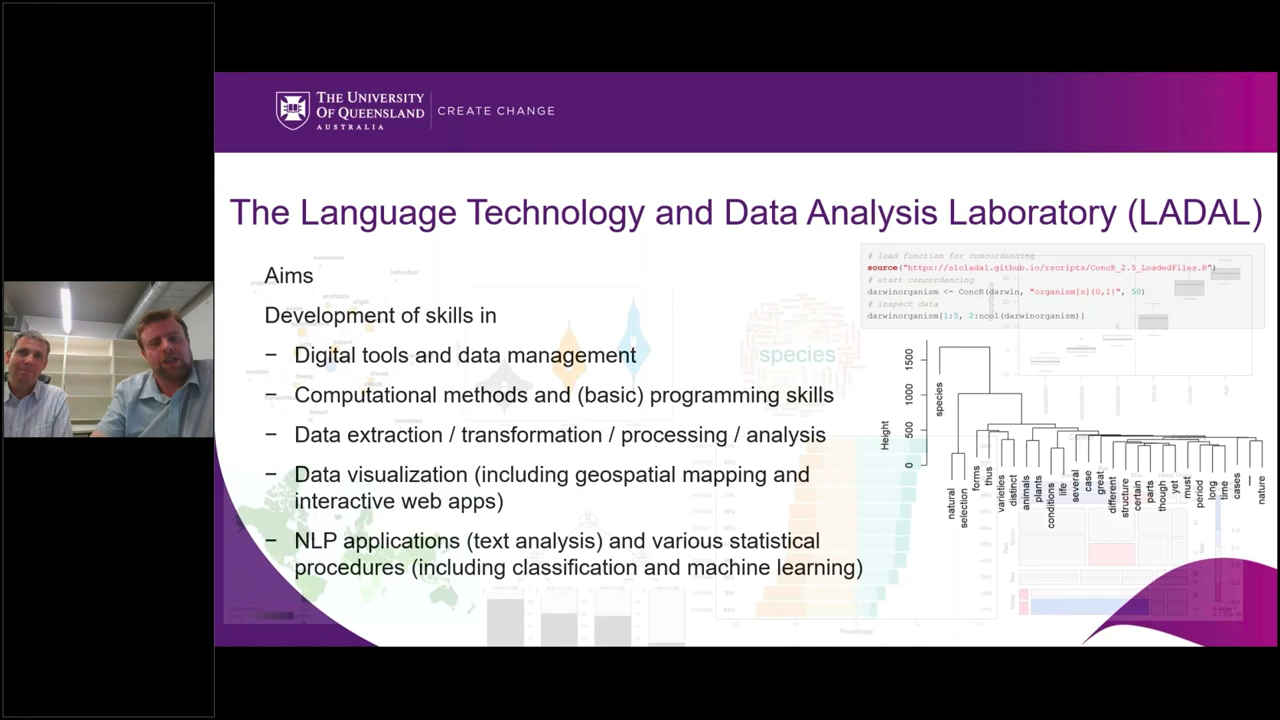 THE UNIVERSITY
OF QUEENSLAND
AUSTRALIA
CREATE CHANGE
The Language Technology and Data Analysis Laboratory (LADAL)
Aims
Development of skills in
− Digital tools and data management
− Computational methods and (basic) programming skills
− Data extraction / transformation / processing / analysis
− Data visualization (including geospatial mapping and
interactive web apps)
− NLP applications (text analysis) and various statistical
procedures (including classification and machine learning)
# load function for concordancing
source("https://slcladal.github.io/rscripts/ConcR_2.5_LoadedFiles.R")
# start concordancing
darwinorganism <- ConcR(darwin, "organism[s]{0,1}", 50)
# inspect data
darwinorganism[1:5, 2:ncol(darwinorganism)]
species
Height
0
500
1000
1500
species
natural
selection
forms
thus
varieties
distinct
animals
plants
conditions
life
several
case
great
different
structure
certain
parts
though
yet
must
period
long
time
cases
—
nature
Percentage